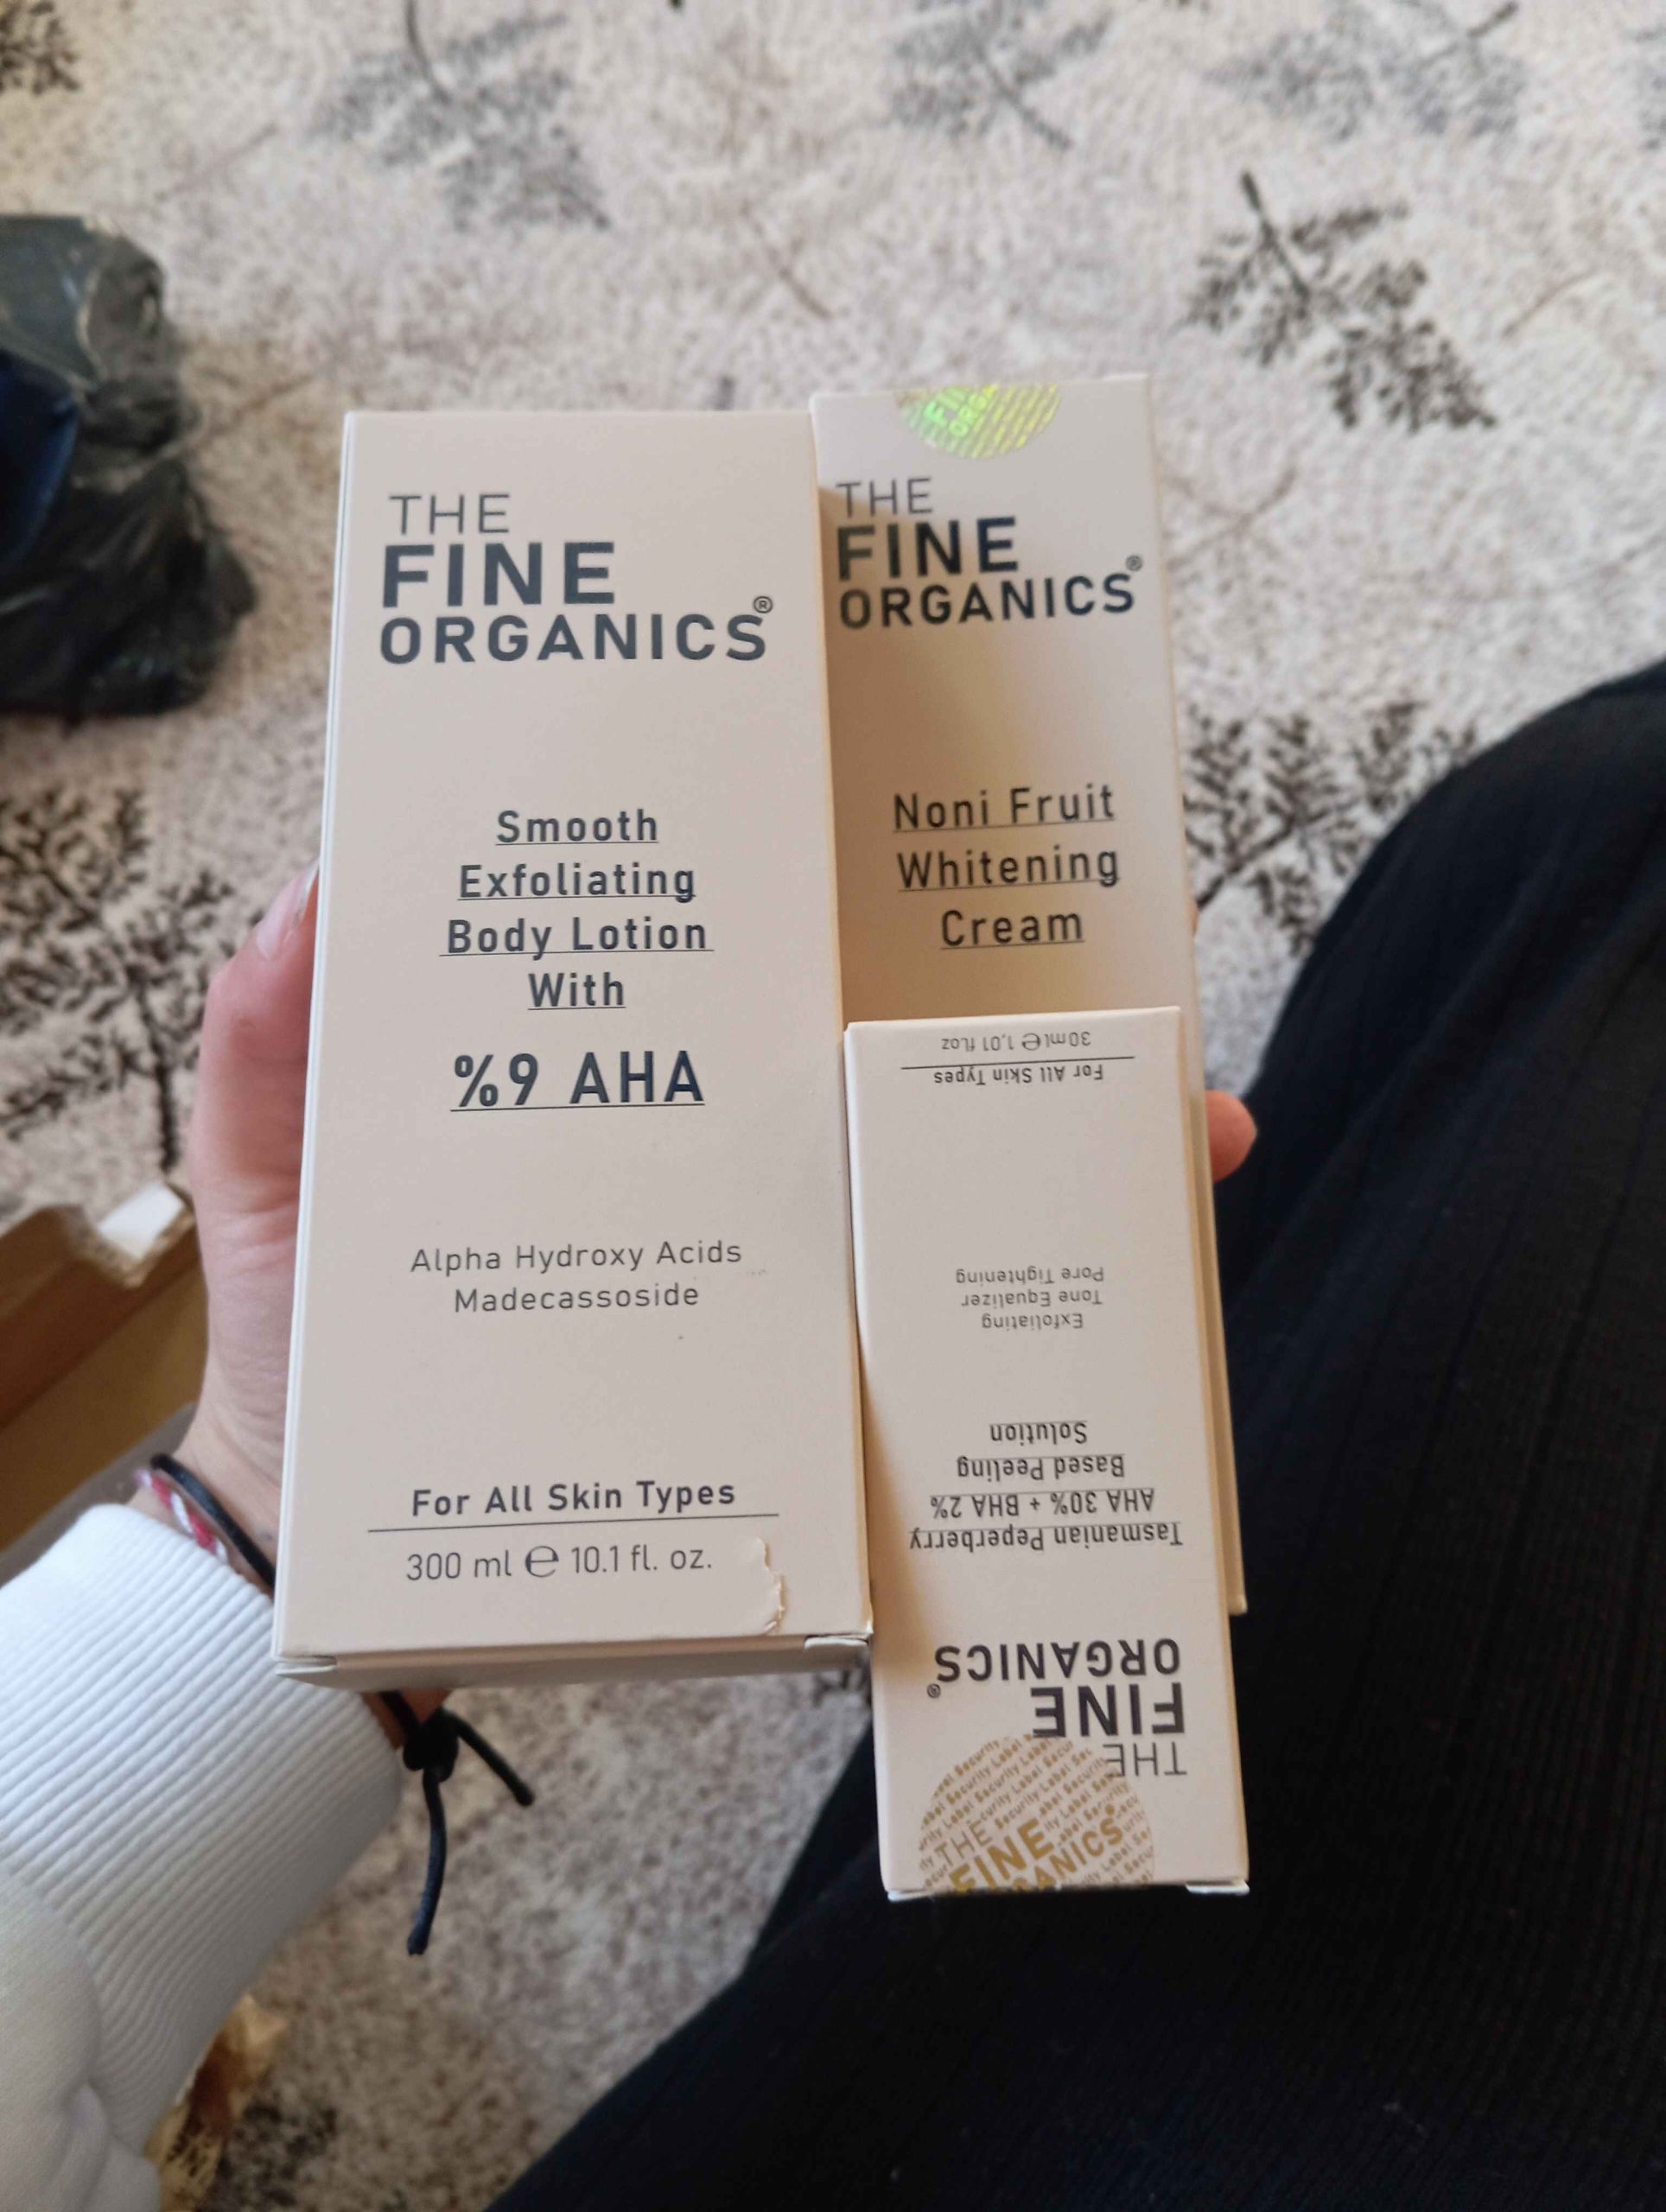 THE
FINE
ORGANICS®
Smooth
Exfoliating
Body Lotion
With
%9 AHA
Alpha Hydroxy Acids
Madecassoside
For All Skin Types
300 ml ℮ 10.1 fl. oz.
THE
FINE
ORGANICS®
Noni Fruit
Whitening
Cream
THE
FINE
ORGANICS®
Tasmanian Peperberry
AHA 30% + BHA 2%
Based Peeling
Solution
Exfoliating
Tone Equalizer
Pore Tightening
For All Skin Types
30ml ℮ 1,01 fl.oz
Security Label
THE
FINE